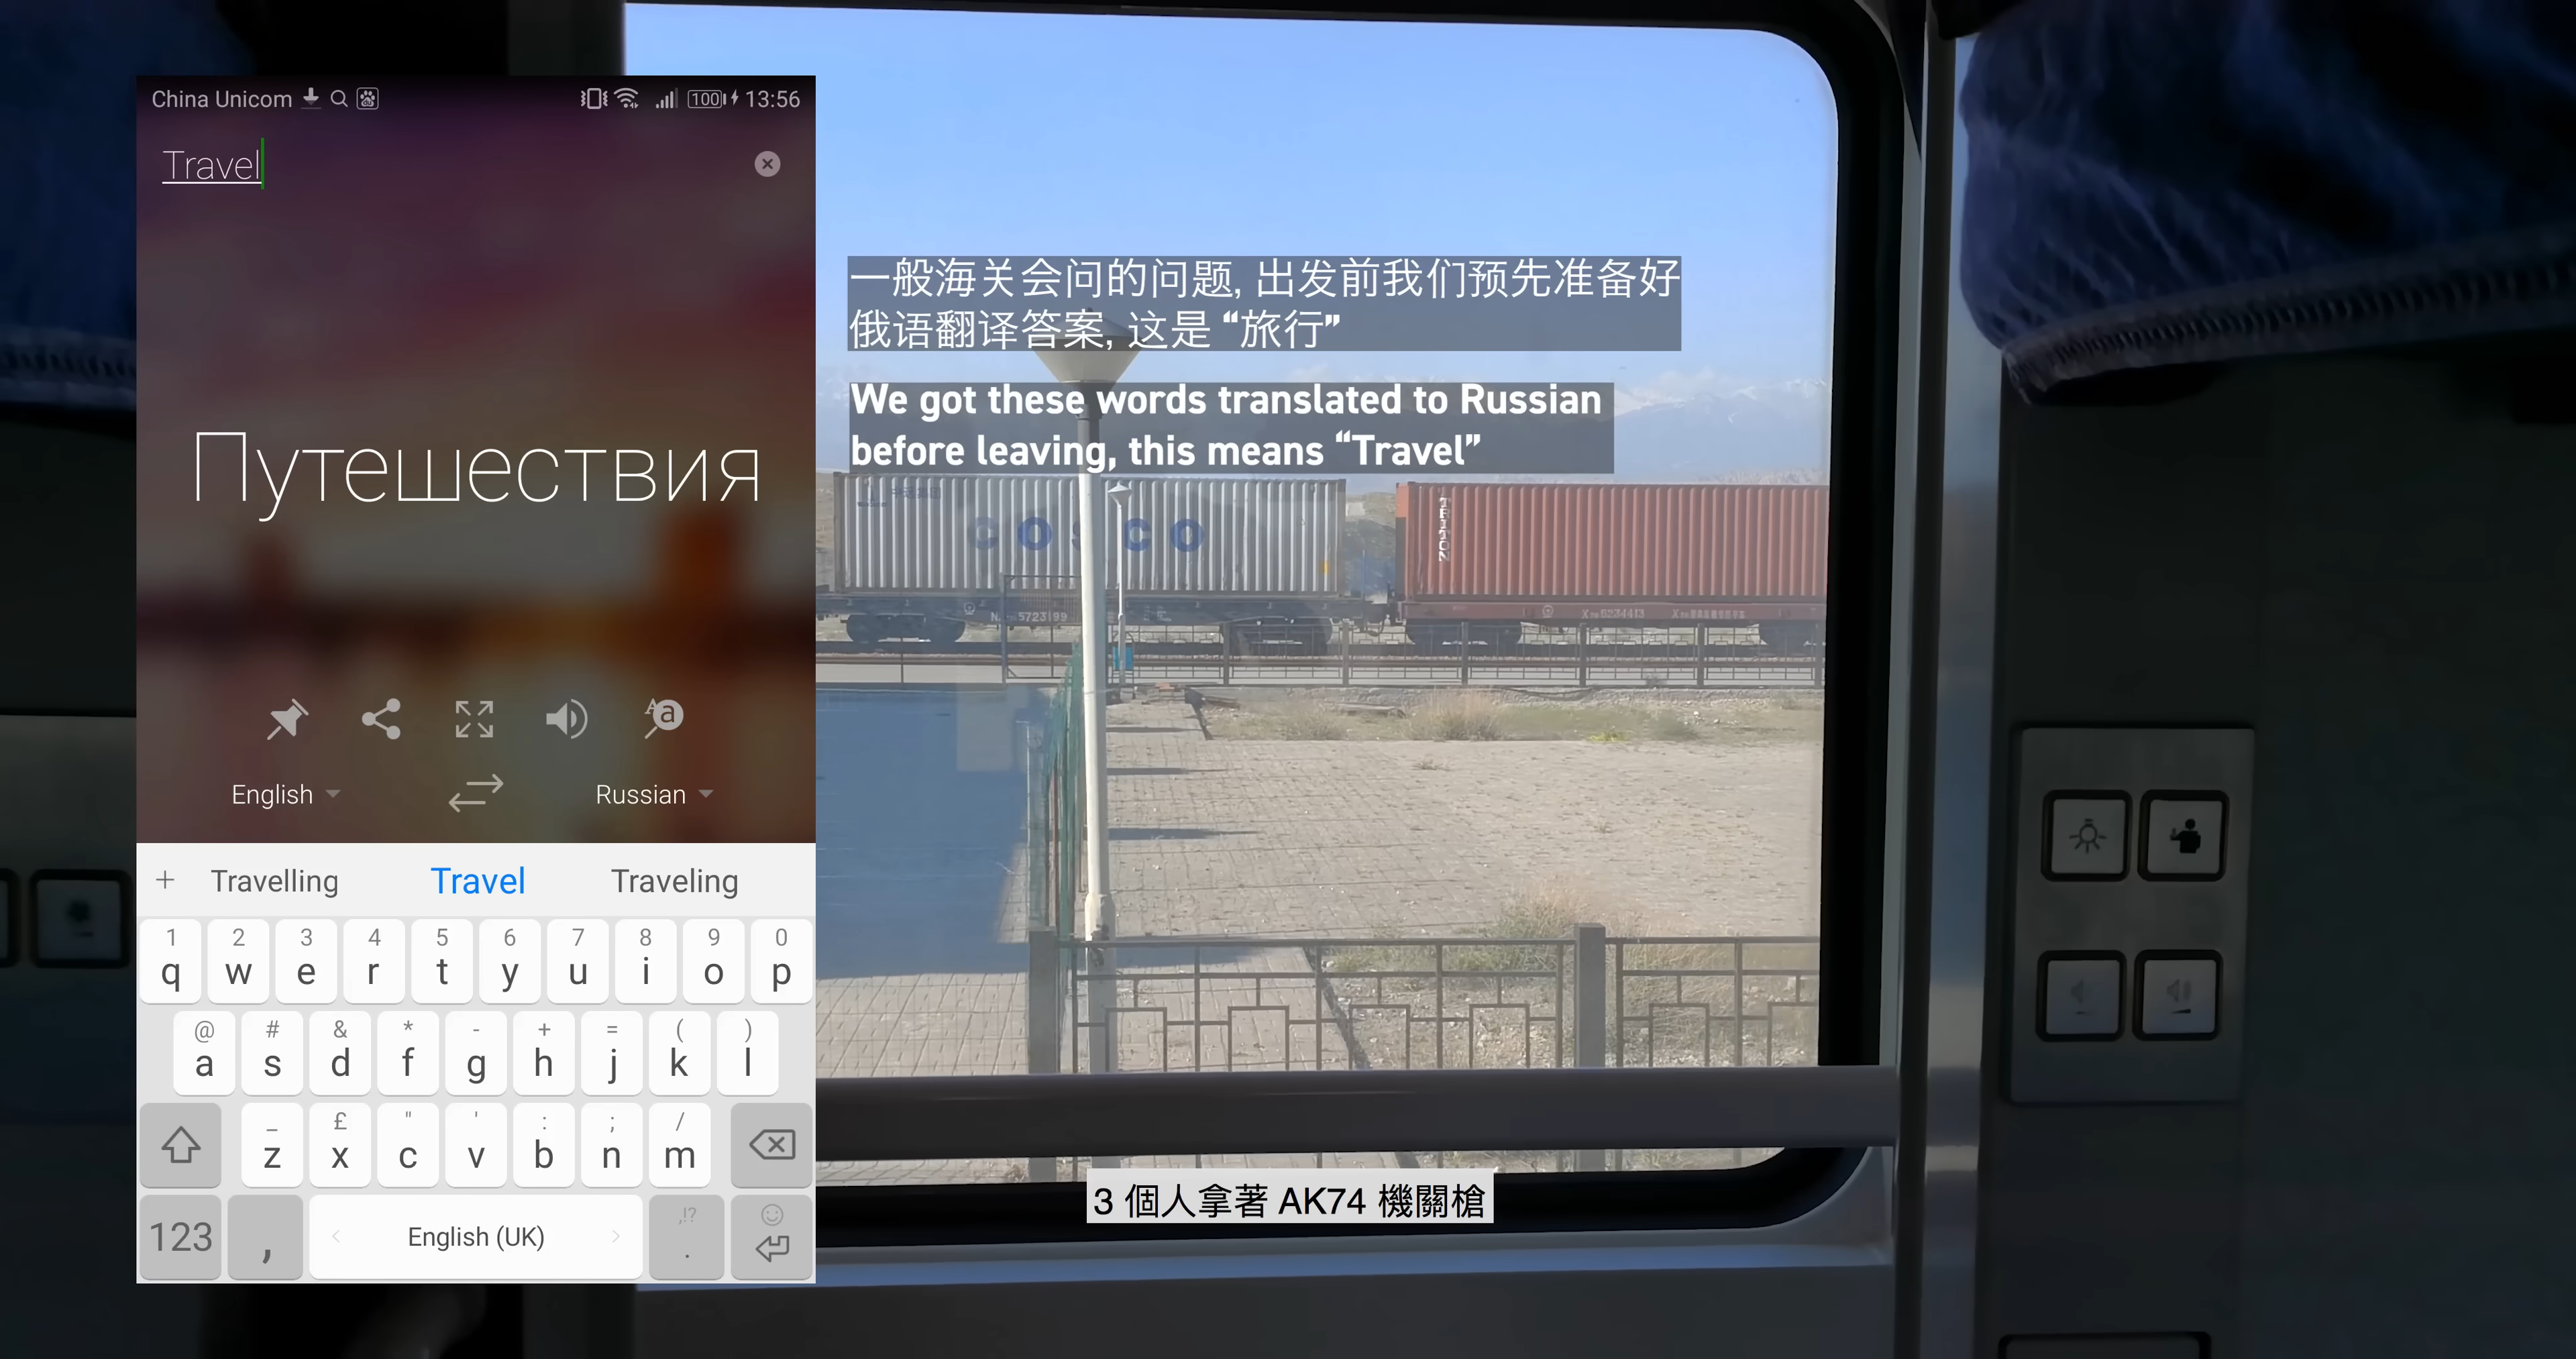 China Unicom 100 13:56
Travel
Путешествия
English Russian
Travelling Travel Traveling
1 2 3 4 5 6 7 8 9 0
q w e r t y u i o p
@ # & * - + = ( )
a s d f g h j k l
_ £ " ' : ; /
z x c v b n m
123 , English (UK) ,!? .
一般海关会问的问题, 出发前我们预先准备好
俄语翻译答案, 这是 “旅行”
We got these words translated to Russian
before leaving, this means “Travel”
COSCO
5723199
5234413
3 個人拿著 AK74 機關槍